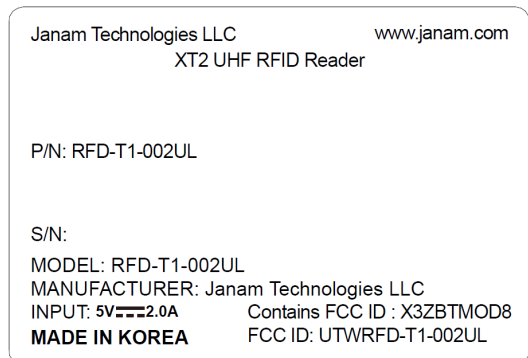 Janam Technologies LLC www.janam.com
XT2 UHF RFID Reader
P/N: RFD-T1-002UL
S/N:
MODEL: RFD-T1-002UL
MANUFACTURER: Janam Technologies LLC
INPUT: 5V⎓2.0A Contains FCC ID : X3ZBTMOD8
MADE IN KOREA FCC ID: UTWRFD-T1-002UL